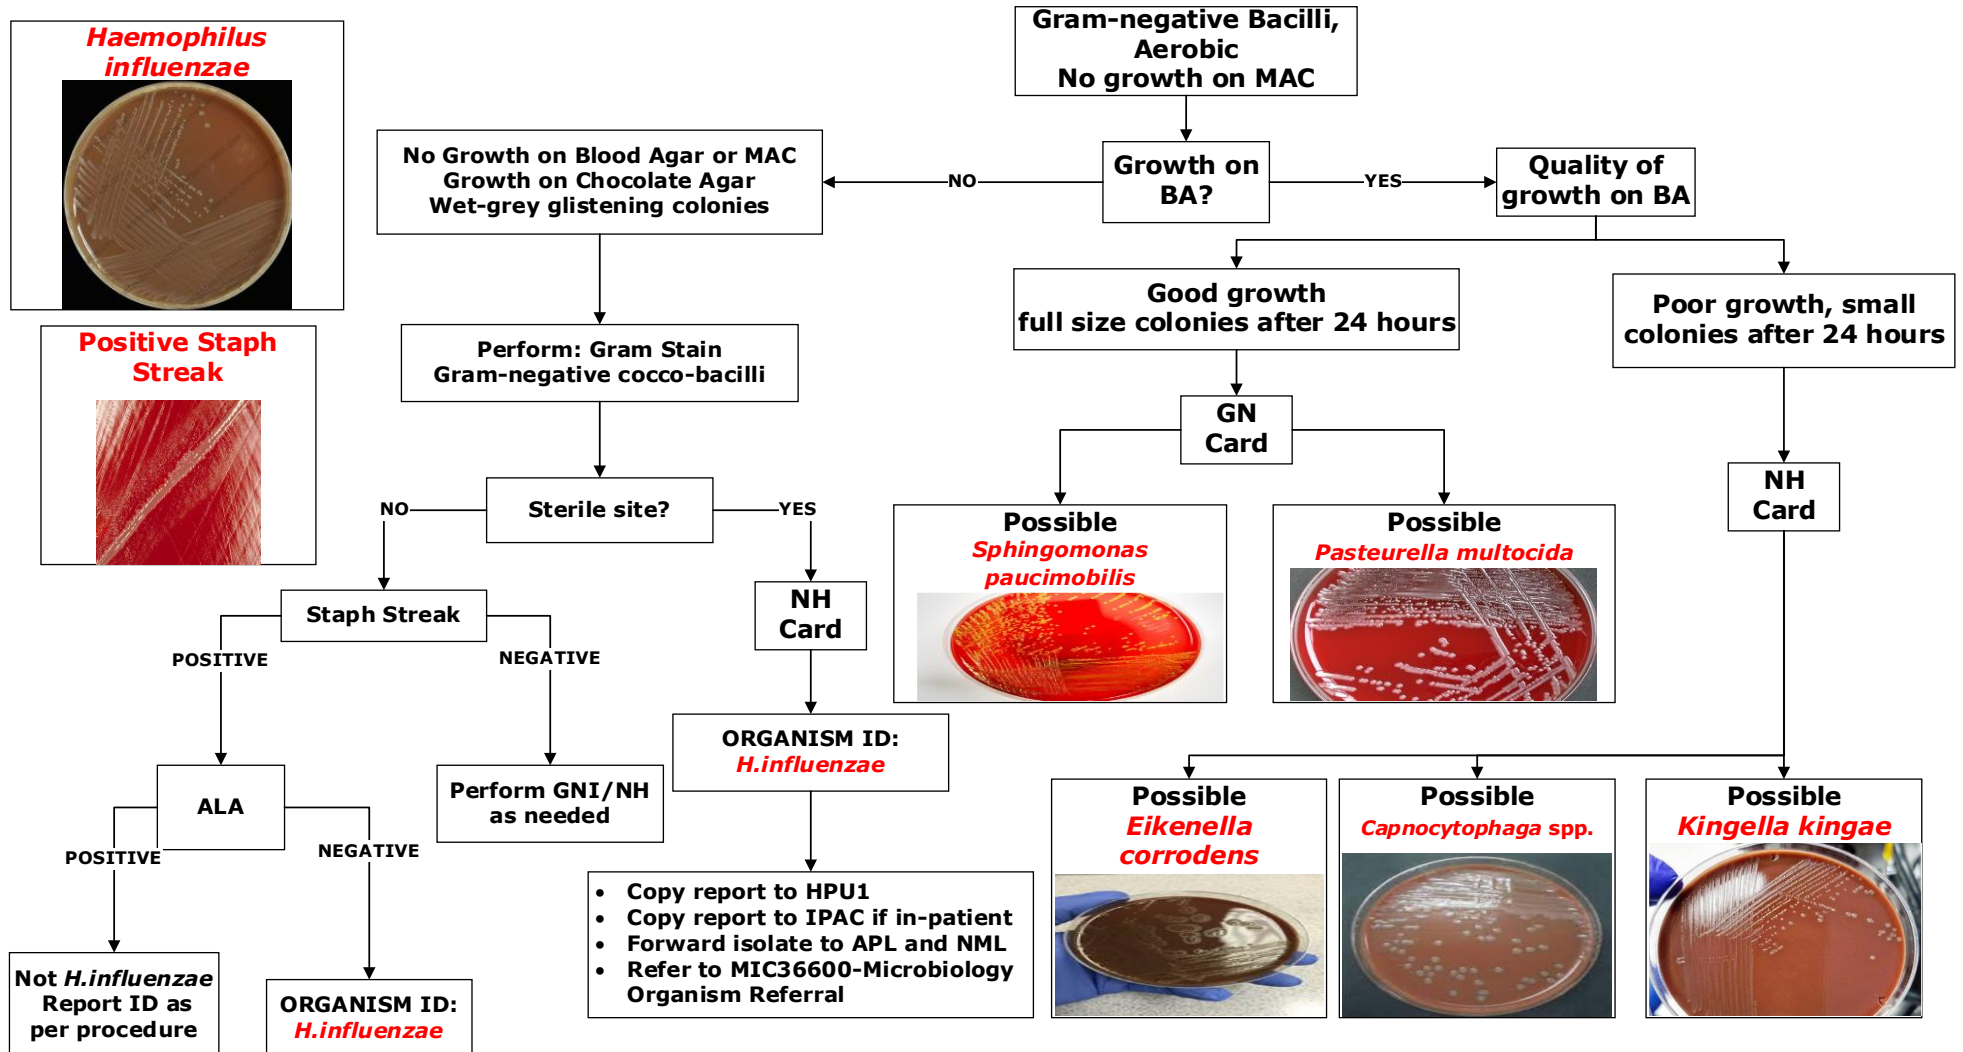 Haemophilus
influenzae
Positive Staph
Streak
Gram-negative Bacilli,
Aerobic
No growth on MAC
Growth on
BA?
NO
YES
No Growth on Blood Agar or MAC
Growth on Chocolate Agar
Wet-grey glistening colonies
Quality of
growth on BA
Perform: Gram Stain
Gram-negative cocco-bacilli
Good growth
full size colonies after 24 hours
Poor growth, small
colonies after 24 hours
GN
Card
NH
Card
Sterile site?
NO
YES
Staph Streak
POSITIVE
NEGATIVE
NH
Card
Possible
Sphingomonas
paucimobilis
Possible
Pasteurella multocida
ALA
POSITIVE
NEGATIVE
Perform GNI/NH
as needed
ORGANISM ID:
H.influenzae
Possible
Eikenella
corrodens
Possible
Capnocytophaga spp.
Possible
Kingella kingae
Not H.influenzae
Report ID as
per procedure
ORGANISM ID:
H.influenzae
• Copy report to HPU1
• Copy report to IPAC if in-patient
• Forward isolate to APL and NML
• Refer to MIC36600-Microbiology
Organism Referral